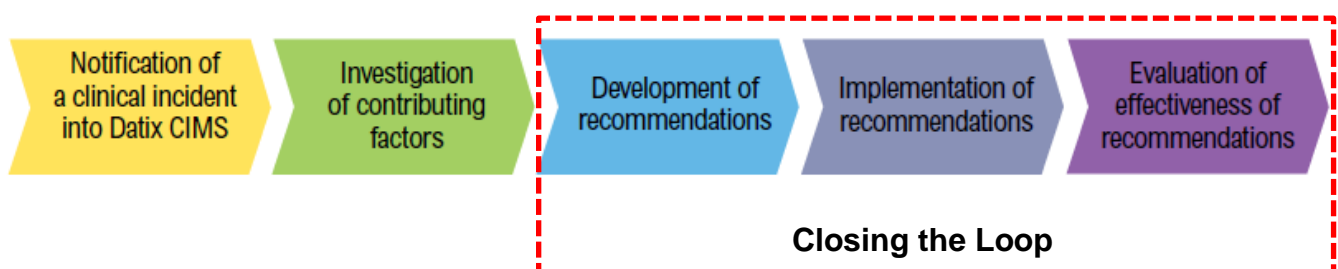 Notification of
a clinical incident
into Datix CIMS
Investigation
of contributing
factors
Development of
recommendations
Implementation of
recommendations
Evaluation of
effectiveness of
recommendations
Closing the Loop